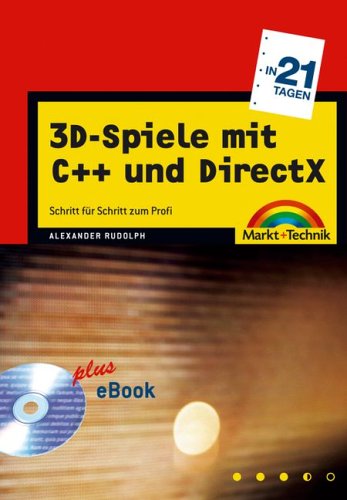 IN
21
TAGEN
3D-Spiele mit
C++ und DirectX
Schritt für Schritt zum Profi
ALEXANDER RUDOLPH
Markt+Technik
plus
eBook